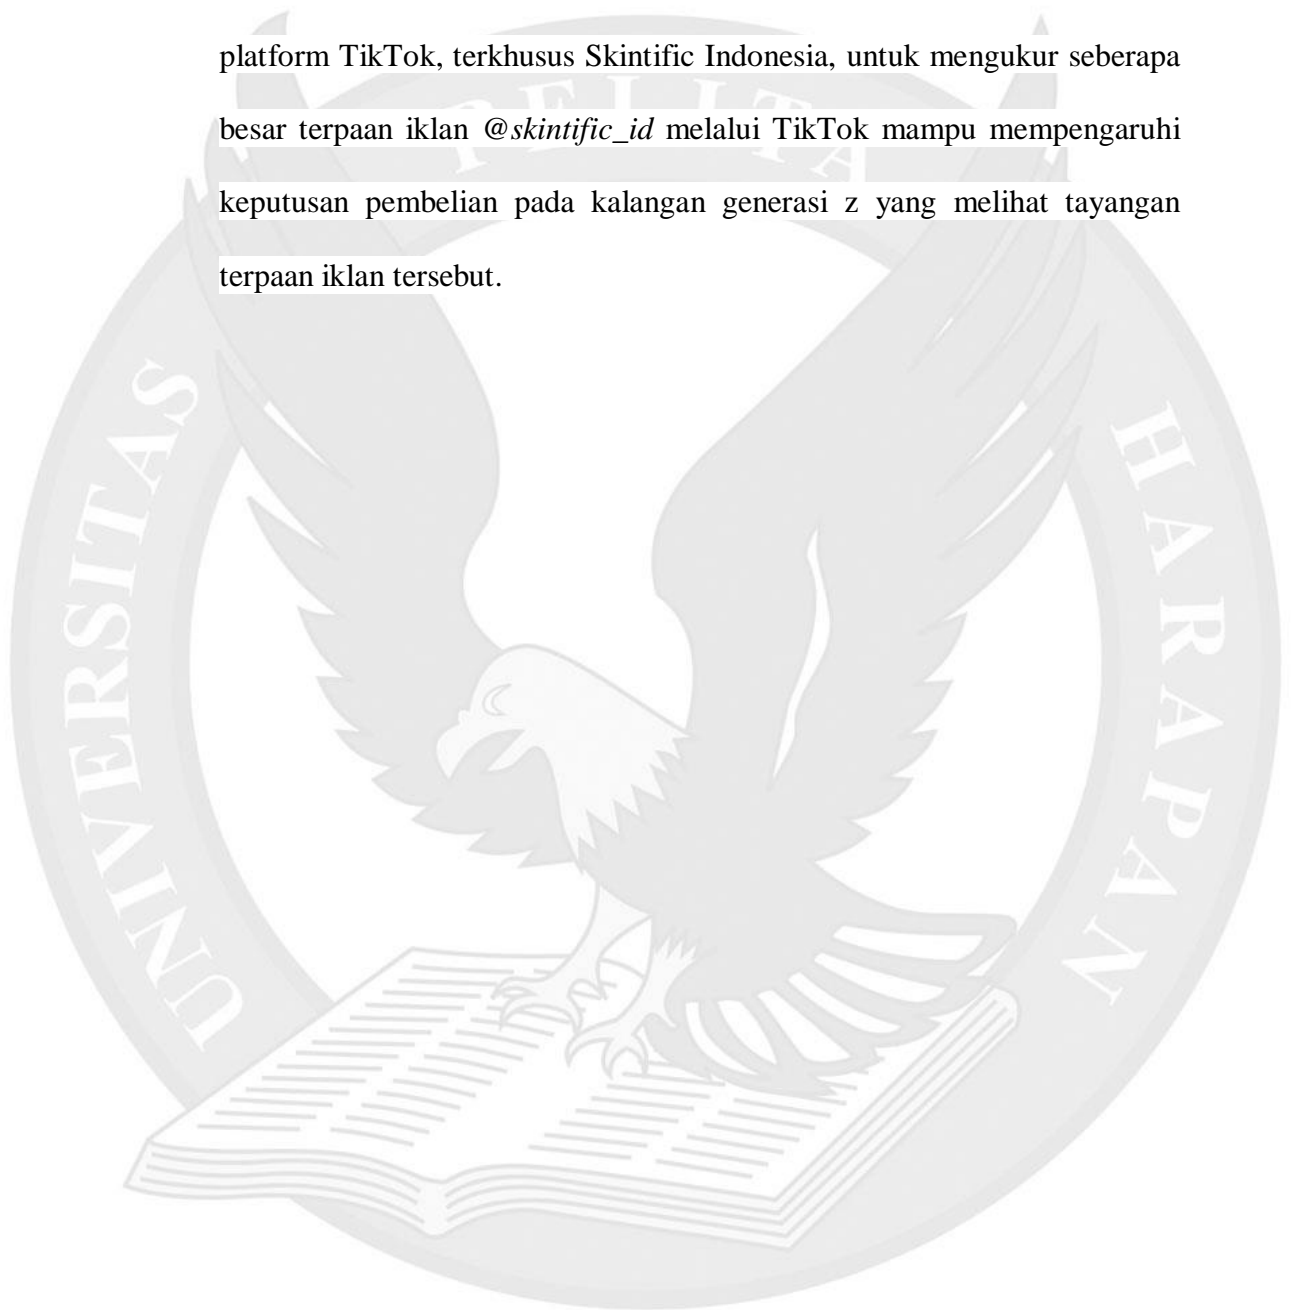 platform TikTok, terkhusus Skintific Indonesia, untuk mengukur seberapa
besar terpaan iklan @skintific_id melalui TikTok mampu mempengaruhi
keputusan pembelian pada kalangan generasi z yang melihat tayangan
terpaan iklan tersebut.
UNIVERSITAS
PELITA
HARAPAN